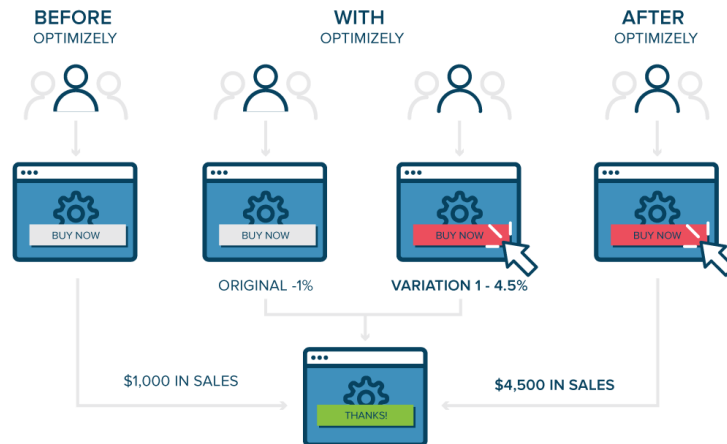 BEFORE
OPTIMIZELY
WITH
OPTIMIZELY
AFTER
OPTIMIZELY
BUY NOW
BUY NOW
BUY NOW
BUY NOW
ORIGINAL -1%
VARIATION 1 - 4.5%
$1,000 IN SALES
$4,500 IN SALES
THANKS!